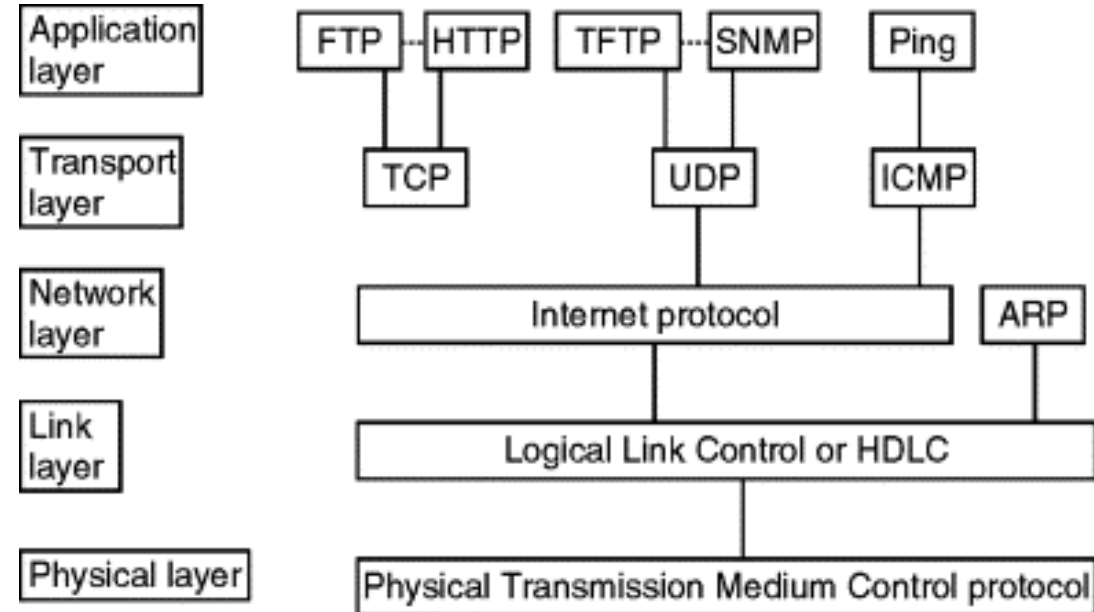 Application
layer
FTP HTTP TFTP SNMP Ping
Transport
layer
TCP UDP ICMP
Network
layer
Internet protocol ARP
Link
layer
Logical Link Control or HDLC
Physical layer
Physical Transmission Medium Control protocol